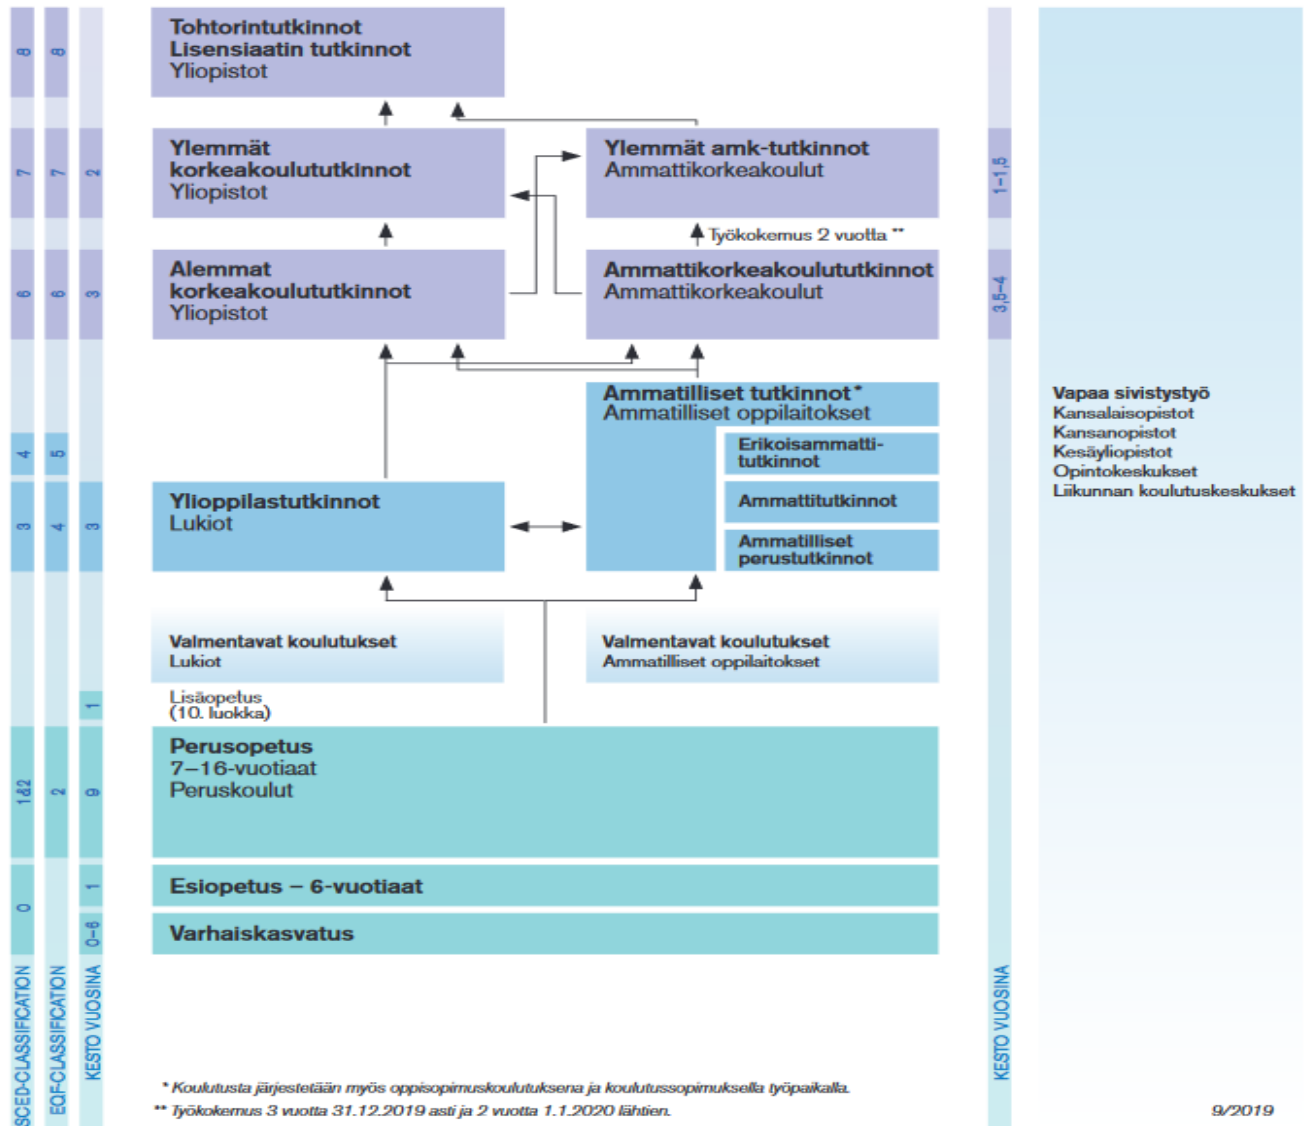 Tohtorintutkinnot
Lisensiaatin tutkinnot
Yliopistot
8
8
Ylemmät
korkeakoulututkinnot
Yliopistot
Ylemmät amk-tutkinnot
Ammattikorkeakoulut
7
7
2
1–1,5
Työkokemus 2 vuotta **
Alemmat
korkeakoulututkinnot
Yliopistot
Ammattikorkeakoulututkinnot
Ammattikorkeakoulut
6
6
3
3,5–4
Ammatilliset tutkinnot*
Ammatilliset oppilaitokset
Erikoisammatti-
tutkinnot
Ammattitutkinnot
Ammatilliset
perustutkinnot
4
5
Ylioppilastutkinnot
Lukiot
3
4
3
Valmentavat koulutukset
Lukiot
Valmentavat koulutukset
Ammatilliset oppilaitokset
Lisäopetus
(10. luokka)
1
Perusopetus
7–16-vuotiaat
Peruskoulut
1&2
2
9
Esiopetus – 6-vuotiaat
0
1
Varhaiskasvatus
0–6
SCED-CLASSIFICATION
EQF-CLASSIFICATION
KESTO VUOSINA
KESTO VUOSINA
Vapaa sivistystyö
Kansalaisopistot
Kansanopistot
Kesäyliopistot
Opintokeskukset
Liikunnan koulutuskeskukset
* Koulutusta järjestetään myös oppisopimuskoulutuksena ja koulutussopimuksella työpaikalla.
** Työkokemus 3 vuotta 31.12.2019 asti ja 2 vuotta 1.1.2020 lähtien.
9/2019